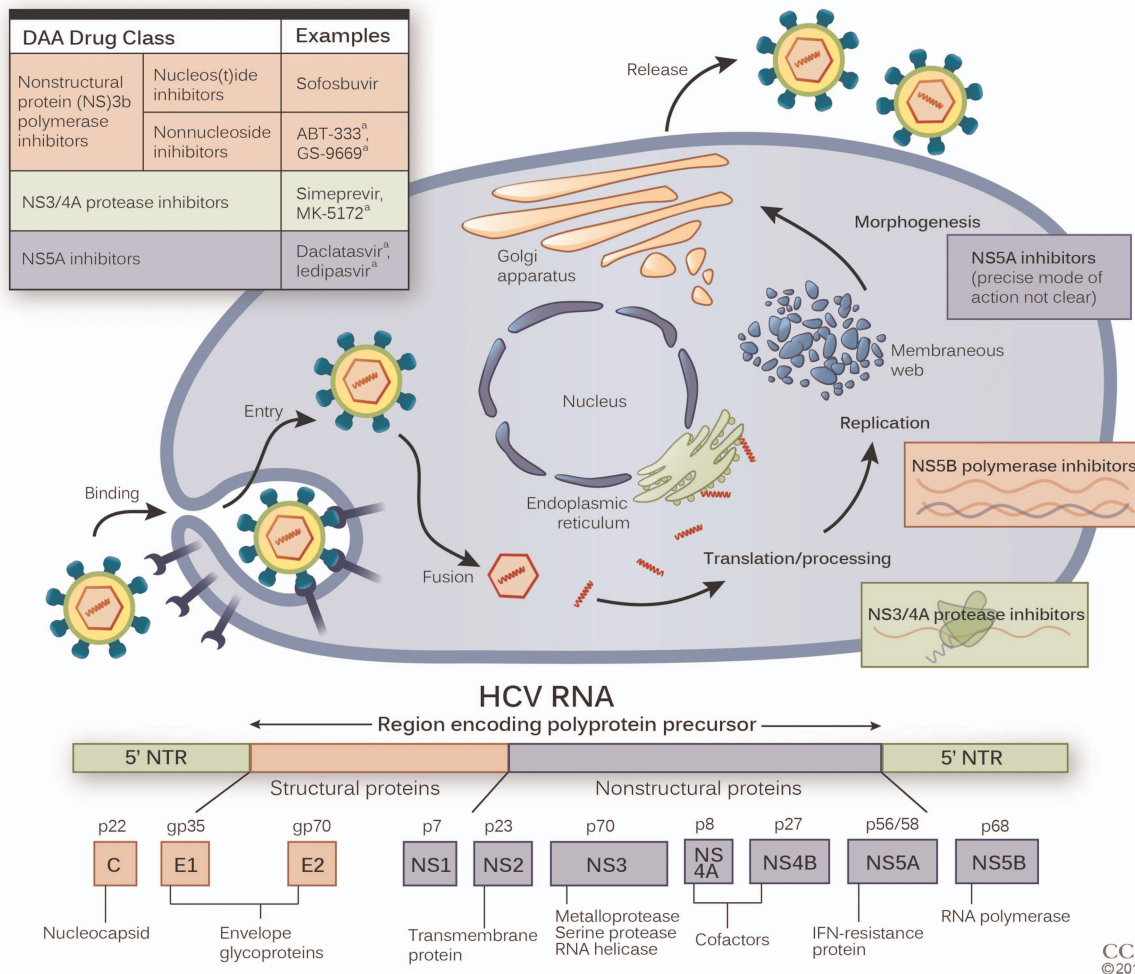 DAA Drug Class
Examples
Nonstructural
protein (NS)3b
polymerase
inhibitors
Nucleos(t)ide
inhibitors
Sofosbuvir
Nonnucleoside
inihibitors
ABT-333ª,
GS-9669ª
NS3/4A protease inhibitors
Simeprevir,
MK-5172ª
NS5A inhibitors
Daclatasvirª,
ledipasvirª
Release
Golgi
apparatus
Morphogenesis
NS5A inhibitors
(precise mode of
action not clear)
Membraneous
web
Nucleus
Entry
Replication
NS5B polymerase inhibitors
Binding
Endoplasmic
reticulum
Fusion
Translation/processing
NS3/4A protease inhibitors
HCV RNA
Region encoding polyprotein precursor
5' NTR
5' NTR
Structural proteins
Nonstructural proteins
p22
gp35
gp70
p7
p23
p70
p8
p27
p56/58
p68
C
E1
E2
NS1
NS2
NS3
NS
4A
NS4B
NS5A
NS5B
Nucleocapsid
Envelope
glycoproteins
Transmembrane
protein
Metalloprotease
Serine protease
RNA helicase
Cofactors
IFN-resistance
protein
RNA polymerase
CC
©201